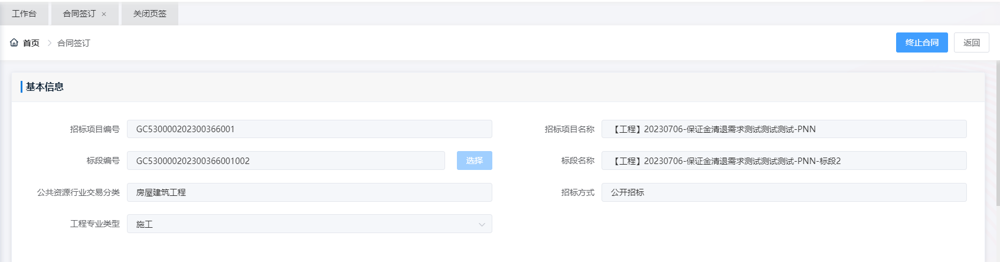 工作台 合同签订 × 关闭页签
首页 > 合同签订 终止合同 返回
基本信息
招标项目编号 GC530000202300366001 招标项目名称 【工程】20230706-保证金清退需求测试测试测试-PNN
标段编号 GC530000202300366001002 选择 标段名称 【工程】20230706-保证金清退需求测试测试测试-PNN-标段2
公共资源行业交易分类 房屋建筑工程 招标方式 公开招标
工程专业类型 施工